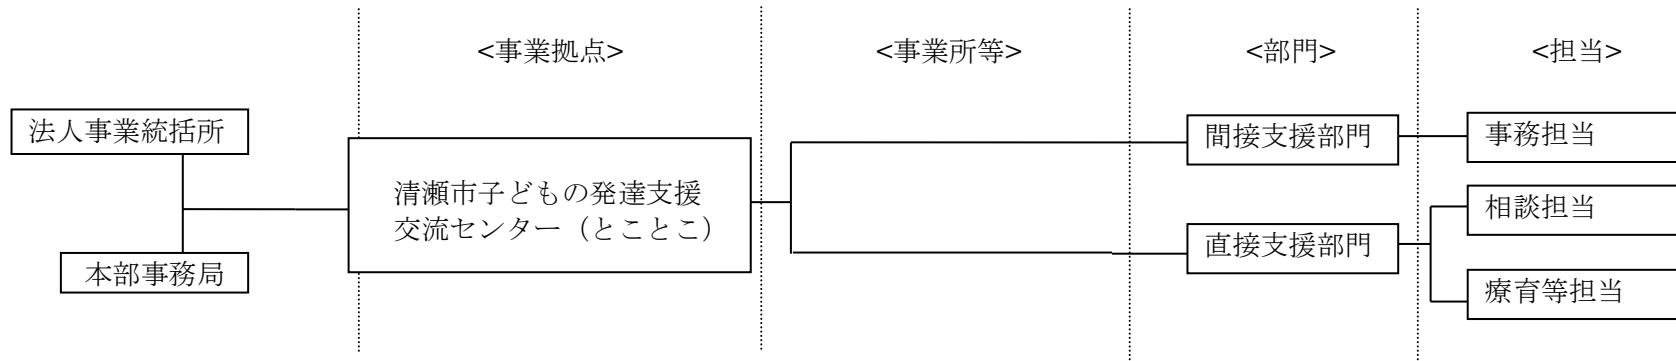 <事業拠点>
<事業所等>
<部門>
<担当>
法人事業統括所
本部事務局
清瀬市子どもの発達支援
交流センター（とことこ）
間接支援部門
直接支援部門
事務担当
相談担当
療育等担当